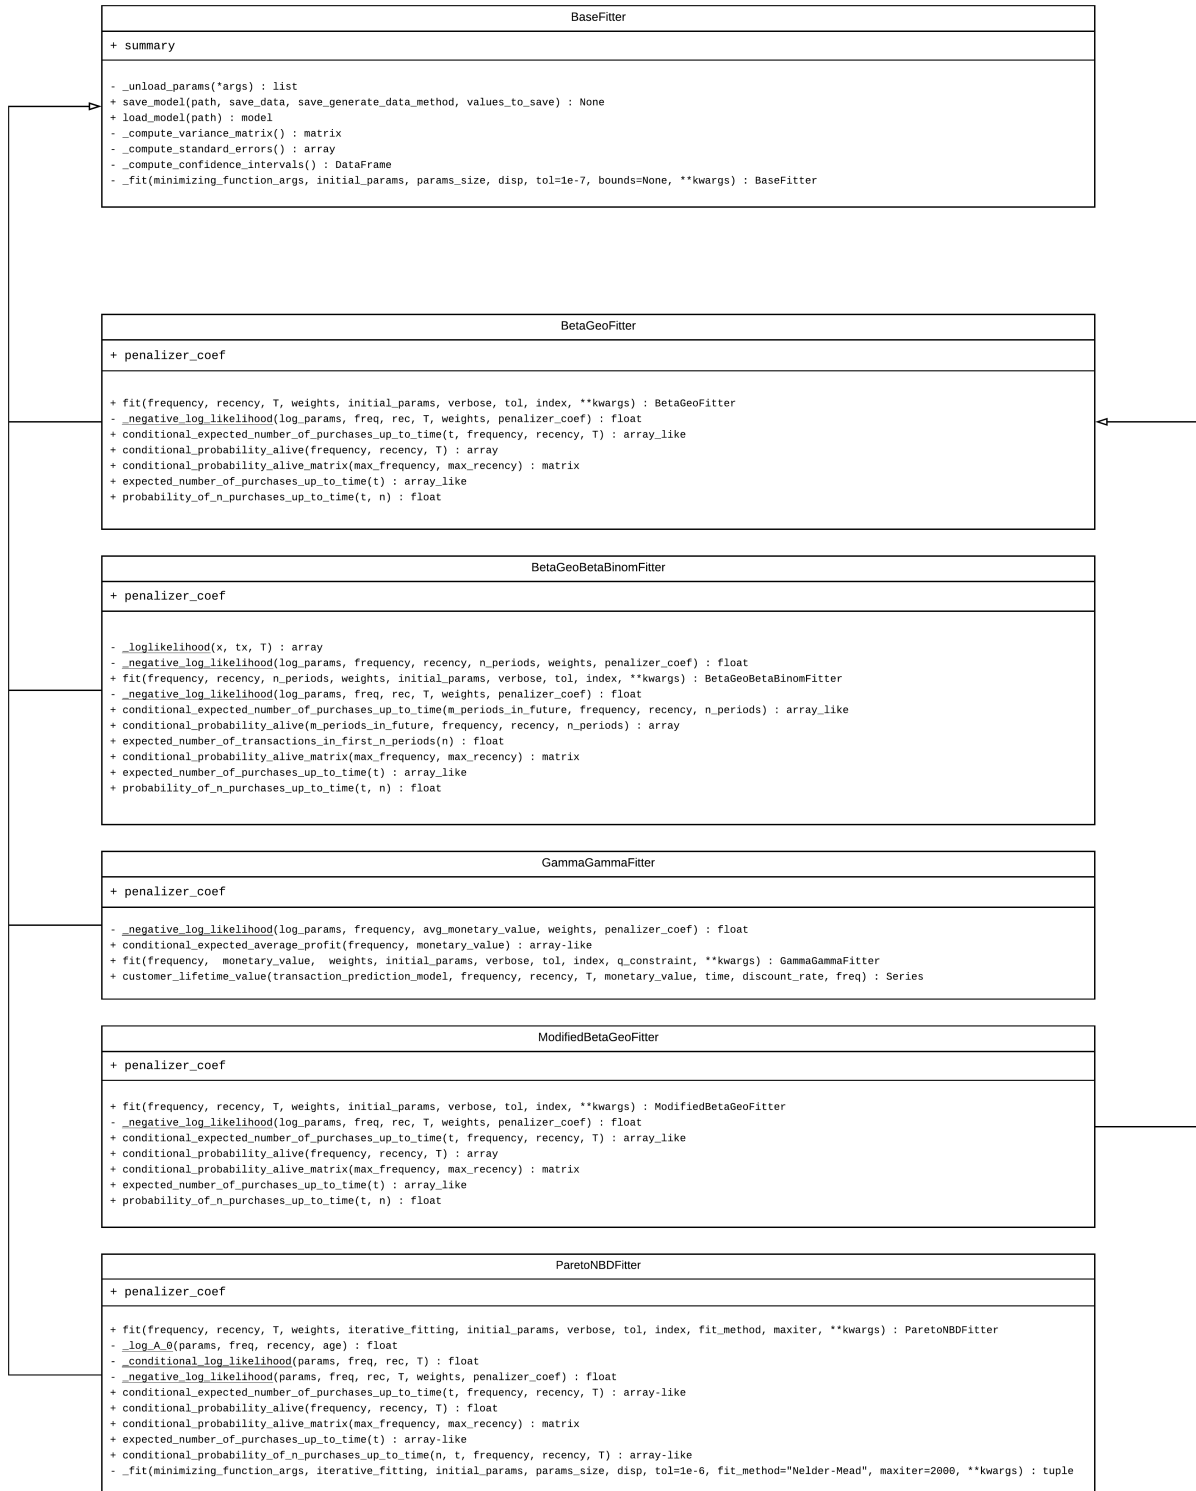 BaseFitter
+ summary
- _unload_params(*args) : list
+ save_model(path, save_data, save_generate_data_method, values_to_save) : None
+ load_model(path) : model
- _compute_variance_matrix() : matrix
- _compute_standard_errors() : array
- _compute_confidence_intervals() : DataFrame
- _fit(minimizing_function_args, initial_params, params_size, disp, tol=1e-7, bounds=None, **kwargs) : BaseFitter
BetaGeoFitter
+ penalizer_coef
+ fit(frequency, recency, T, weights, initial_params, verbose, tol, index, **kwargs) : BetaGeoFitter
- _negative_log_likelihood(log_params, freq, rec, T, weights, penalizer_coef) : float
+ conditional_expected_number_of_purchases_up_to_time(t, frequency, recency, T) : array_like
+ conditional_probability_alive(frequency, recency, T) : array
+ conditional_probability_alive_matrix(max_frequency, max_recency) : matrix
+ expected_number_of_purchases_up_to_time(t) : array_like
+ probability_of_n_purchases_up_to_time(t, n) : float
BetaGeoBetaBinomFitter
+ penalizer_coef
- _loglikelihood(x, tx, T) : array
- _negative_log_likelihood(log_params, frequency, recency, n_periods, weights, penalizer_coef) : float
+ fit(frequency, recency, n_periods, weights, initial_params, verbose, tol, index, **kwargs) : BetaGeoBetaBinomFitter
- _negative_log_likelihood(log_params, freq, rec, T, weights, penalizer_coef) : float
+ conditional_expected_number_of_purchases_up_to_time(m_periods_in_future, frequency, recency, n_periods) : array_like
+ conditional_probability_alive(m_periods_in_future, frequency, recency, n_periods) : array
+ expected_number_of_transactions_in_first_n_periods(n) : float
+ conditional_probability_alive_matrix(max_frequency, max_recency) : matrix
+ expected_number_of_purchases_up_to_time(t) : array_like
+ probability_of_n_purchases_up_to_time(t, n) : float
GammaGammaFitter
+ penalizer_coef
- _negative_log_likelihood(log_params, frequency, avg_monetary_value, weights, penalizer_coef) : float
+ conditional_expected_average_profit(frequency, monetary_value) : array-like
+ fit(frequency,  monetary_value,  weights, initial_params, verbose, tol, index, q_constraint, **kwargs) : GammaGammaFitter
+ customer_lifetime_value(transaction_prediction_model, frequency, recency, T, monetary_value, time, discount_rate, freq) : Series
ModifiedBetaGeoFitter
+ penalizer_coef
+ fit(frequency, recency, T, weights, initial_params, verbose, tol, index, **kwargs) : ModifiedBetaGeoFitter
- _negative_log_likelihood(log_params, freq, rec, T, weights, penalizer_coef) : float
+ conditional_expected_number_of_purchases_up_to_time(t, frequency, recency, T) : array_like
+ conditional_probability_alive(frequency, recency, T) : array
+ conditional_probability_alive_matrix(max_frequency, max_recency) : matrix
+ expected_number_of_purchases_up_to_time(t) : array_like
+ probability_of_n_purchases_up_to_time(t, n) : float
ParetoNBDFitter
+ penalizer_coef
+ fit(frequency, recency, T, weights, iterative_fitting, initial_params, verbose, tol, index, fit_method, maxiter, **kwargs) : ParetoNBDFitter
- _log_A_0(params, freq, recency, age) : float
- _conditional_log_likelihood(params, freq, rec, T) : float
- _negative_log_likelihood(params, freq, rec, T, weights, penalizer_coef) : float
+ conditional_expected_number_of_purchases_up_to_time(t, frequency, recency, T) : array-like
+ conditional_probability_alive(frequency, recency, T) : float
+ conditional_probability_alive_matrix(max_frequency, max_recency) : matrix
+ expected_number_of_purchases_up_to_time(t) : array-like
+ conditional_probability_of_n_purchases_up_to_time(n, t, frequency, recency, T) : array-like
- _fit(minimizing_function_args, iterative_fitting, initial_params, params_size, disp, tol=1e-6, fit_method="Nelder-Mead", maxiter=2000, **kwargs) : tuple